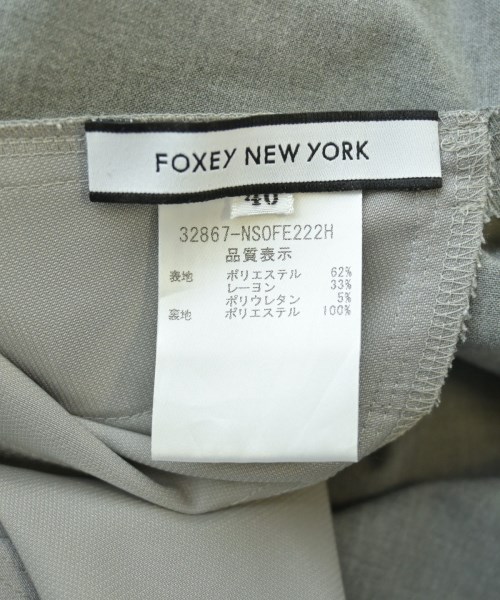 FOXEY NEW YORK
40
32867-NSOFE222H
品質表示
表地 ポリエステル 62%
レーヨン 33%
ポリウレタン 5%
裏地 ポリエステル 100%